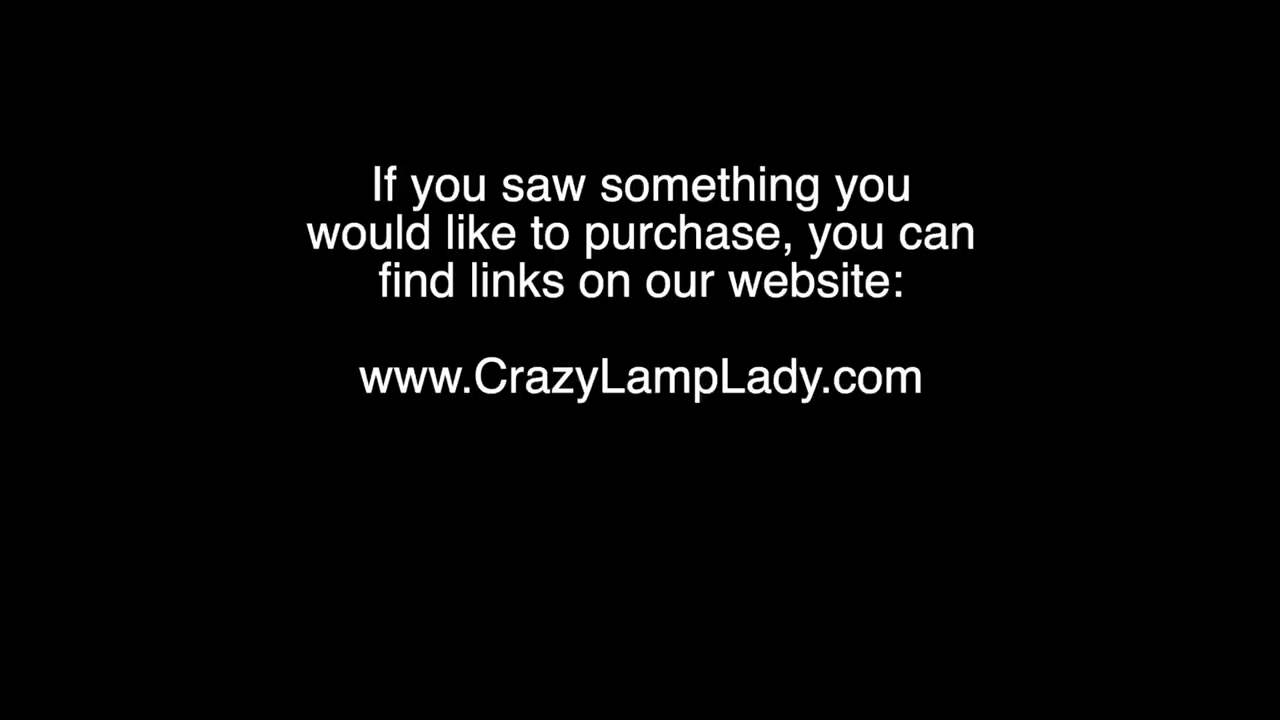 If you saw something you
would like to purchase, you can
find links on our website:
www.CrazyLampLady.com